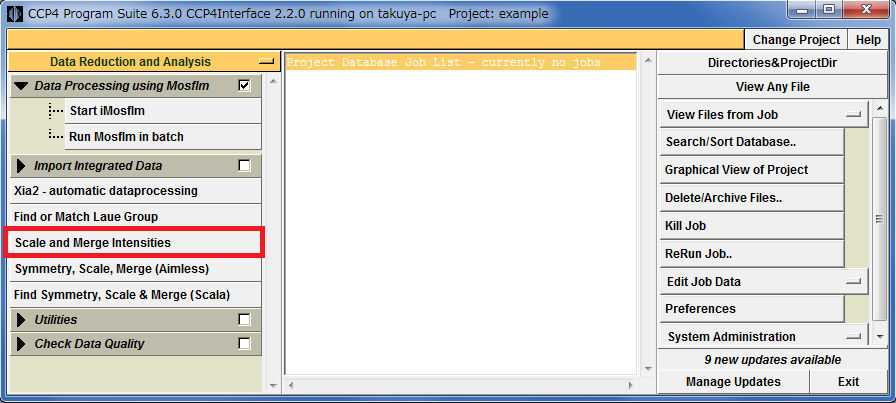 CCP4 Program Suite 6.3.0 CCP4Interface 2.2.0 running on takuya-pc Project: example
Change Project Help
Data Reduction and Analysis
Data Processing using Mosflm
Start iMosflm
Run Mosflm in batch
Import Integrated Data
Xia2 - automatic dataprocessing
Find or Match Laue Group
Scale and Merge Intensities
Symmetry, Scale, Merge (Aimless)
Find Symmetry, Scale & Merge (Scala)
Utilities
Check Data Quality
Project Database Job List - currently no jobs
Directories&ProjectDir
View Any File
View Files from Job
Search/Sort Database..
Graphical View of Project
Delete/Archive Files..
Kill Job
ReRun Job..
Edit Job Data
Preferences
System Administration
9 new updates available
Manage Updates Exit